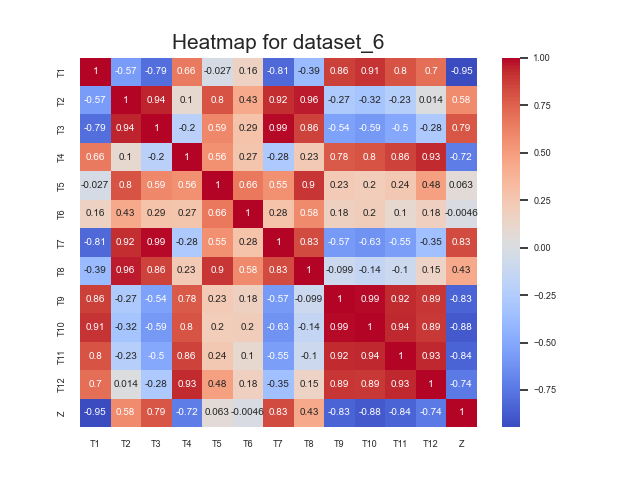 Heatmap for dataset_6
T1 1 -0.57 -0.79 0.66 -0.027 0.16 -0.81 -0.39 0.86 0.91 0.8 0.7 -0.95
T2 -0.57 1 0.94 0.1 0.8 0.43 0.92 0.96 -0.27 -0.32 -0.23 0.014 0.58
T3 -0.79 0.94 1 -0.2 0.59 0.29 0.99 0.86 -0.54 -0.59 -0.5 -0.28 0.79
T4 0.66 0.1 -0.2 1 0.56 0.27 -0.28 0.23 0.78 0.8 0.86 0.93 -0.72
T5 -0.027 0.8 0.59 0.56 1 0.66 0.55 0.9 0.23 0.2 0.24 0.48 0.063
T6 0.16 0.43 0.29 0.27 0.66 1 0.28 0.58 0.18 0.2 0.1 0.18 -0.0046
T7 -0.81 0.92 0.99 -0.28 0.55 0.28 1 0.83 -0.57 -0.63 -0.55 -0.35 0.83
T8 -0.39 0.96 0.86 0.23 0.9 0.58 0.83 1 -0.099 -0.14 -0.1 0.15 0.43
T9 0.86 -0.27 -0.54 0.78 0.23 0.18 -0.57 -0.099 1 0.99 0.92 0.89 -0.83
T10 0.91 -0.32 -0.59 0.8 0.2 0.2 -0.63 -0.14 0.99 1 0.94 0.89 -0.88
T11 0.8 -0.23 -0.5 0.86 0.24 0.1 -0.55 -0.1 0.92 0.94 1 0.93 -0.84
T12 0.7 0.014 -0.28 0.93 0.48 0.18 -0.35 0.15 0.89 0.89 0.93 1 -0.74
Z -0.95 0.58 0.79 -0.72 0.063 -0.0046 0.83 0.43 -0.83 -0.88 -0.84 -0.74 1
T1 T2 T3 T4 T5 T6 T7 T8 T9 T10 T11 T12 Z
1.00
0.75
0.50
0.25
0.00
−0.25
−0.50
−0.75